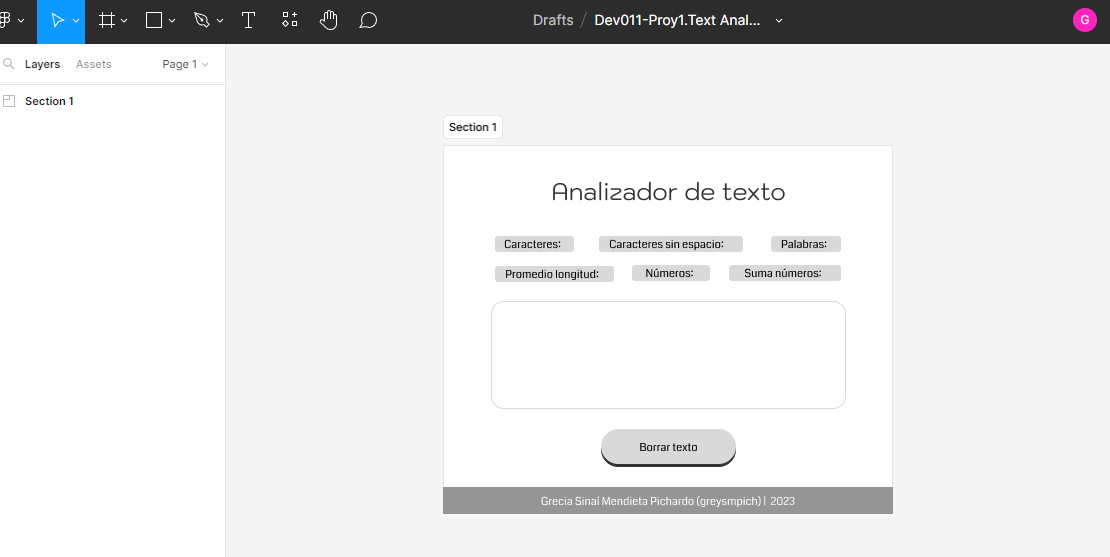 Drafts / Dev011-Proy1.Text Anal...
G
Layers Assets Page 1
Section 1
Section 1
Analizador de texto
Caracteres: Caracteres sin espacio: Palabras:
Promedio longitud: Números: Suma números:
Borrar texto
Grecia Sinaí Mendieta Pichardo (greysmpich) | 2023